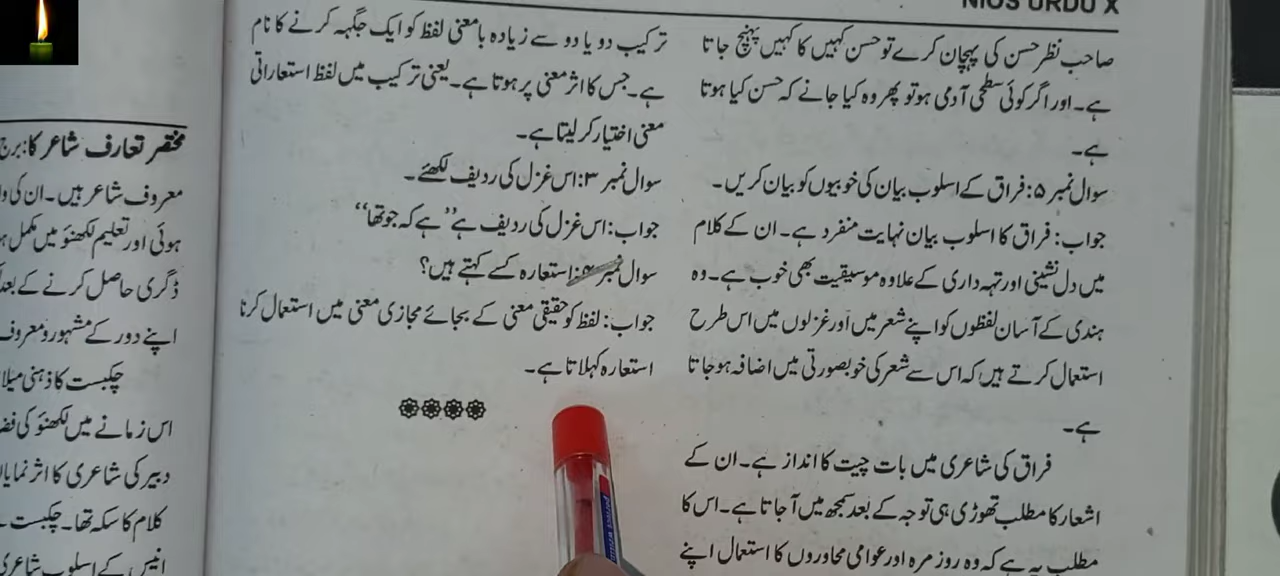 NIOS URDU X
صاحب نظر حسن کی پہچان کرے تو حسن کہیں کا کہیں پہنچ جاتا
ہے۔ اور اگر کوئی سطحی آدمی ہو تو پھر وہ کیا جانے کہ حسن کیا ہوتا
ہے۔
سوال نمبر ۵: فراق کے اسلوب بیان کی خوبیوں کو بیان کریں۔
جواب: فراق کا اسلوب بیان نہایت منفرد ہے۔ ان کے کلام
میں دل نشینی اور تہہ داری کے علاوہ موسیقیت بھی خوب ہے۔ وہ
ہندی کے آسان لفظوں کو اپنے شعر میں اور غزلوں میں اس طرح
استعمال کرتے ہیں کہ اس سے شعر کی خوبصورتی میں اضافہ ہو جاتا
ہے۔
فراق کی شاعری میں بات چیت کا انداز ہے۔ ان کے
اشعار کا مطلب تھوڑی ہی توجہ کے بعد سمجھ میں آ جاتا ہے۔ اس کا
مطلب یہ ہے کہ وہ روز مرہ اور عوامی محاوروں کا استعمال اپنے
ترکیب دو یا دو سے زیادہ با معنی لفظ کو ایک جگہہ کرنے کا نام
ہے۔ جس کا اثر معنی پر ہوتا ہے۔ یعنی ترکیب میں لفظ استعاراتی
معنی اختیار کر لیتا ہے۔
سوال نمبر ۳: اس غزل کی ردیف لکھئے۔
جواب: اس غزل کی ردیف ہے ”ہے کہ جو تھا“
سوال نمبر استعارہ کسے کہتے ہیں؟
جواب: لفظ کو حقیقی معنی کے بجائے مجازی معنی میں استعمال کرنا
استعارہ کہلاتا ہے۔
مختصر تعارف شاعر کا: برج
معروف شاعر ہیں۔ ان کی
ہوئی اور تعلیم لکھنؤ میں مکمل
ڈگری حاصل کرنے کے بعد
اپنے دور کے مشہور و معروف
چکبست کا ذہنی
اس زمانے میں لکھنؤ کی
دبیر کی شاعری کا اثر
کلام کا سکہ تھا۔ چکبست
انیس کے اسلوب شاعری